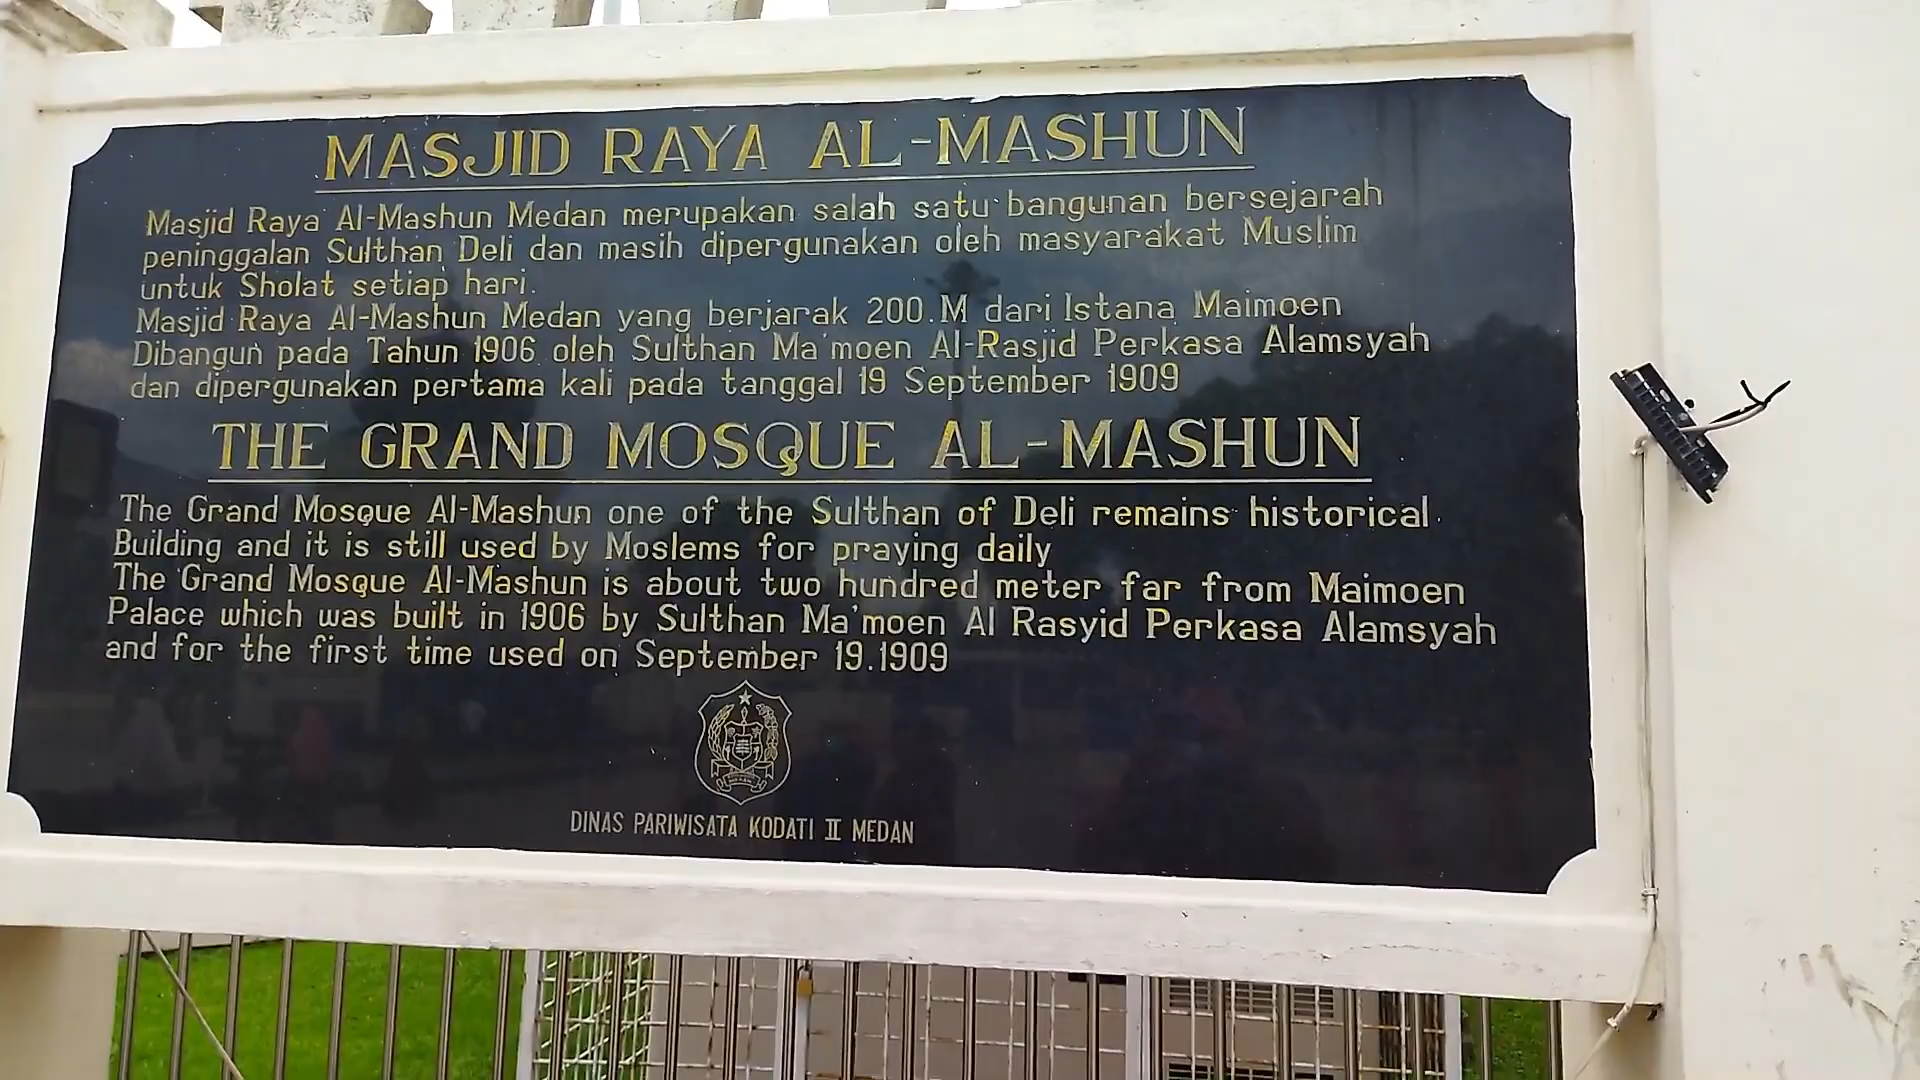 MASJID RAYA AL-MASHUN
Masjid Raya Al-Mashun Medan merupakan salah satu bangunan bersejarah
peninggalan Sulthan Deli dan masih dipergunakan oleh masyarakat Muslim
untuk Sholat setiap hari.
Masjid Raya Al-Mashun Medan yang berjarak 200.M dari Istana Maimoen
Dibangun pada Tahun 1906 oleh Sulthan Ma'moen Al-Rasjid Perkasa Alamsyah
dan dipergunakan pertama kali pada tanggal 19 September 1909
THE GRAND MOSQUE AL-MASHUN
The Grand Mosque Al-Mashun one of the Sulthan of Deli remains historical
Building and it is still used by Moslems for praying daily
The Grand Mosque Al-Mashun is about two hundred meter far from Maimoen
Palace which was built in 1906 by Sulthan Ma'moen Al Rasyid Perkasa Alamsyah
and for the first time used on September 19.1909
DINAS PARIWISATA KODATI II MEDAN